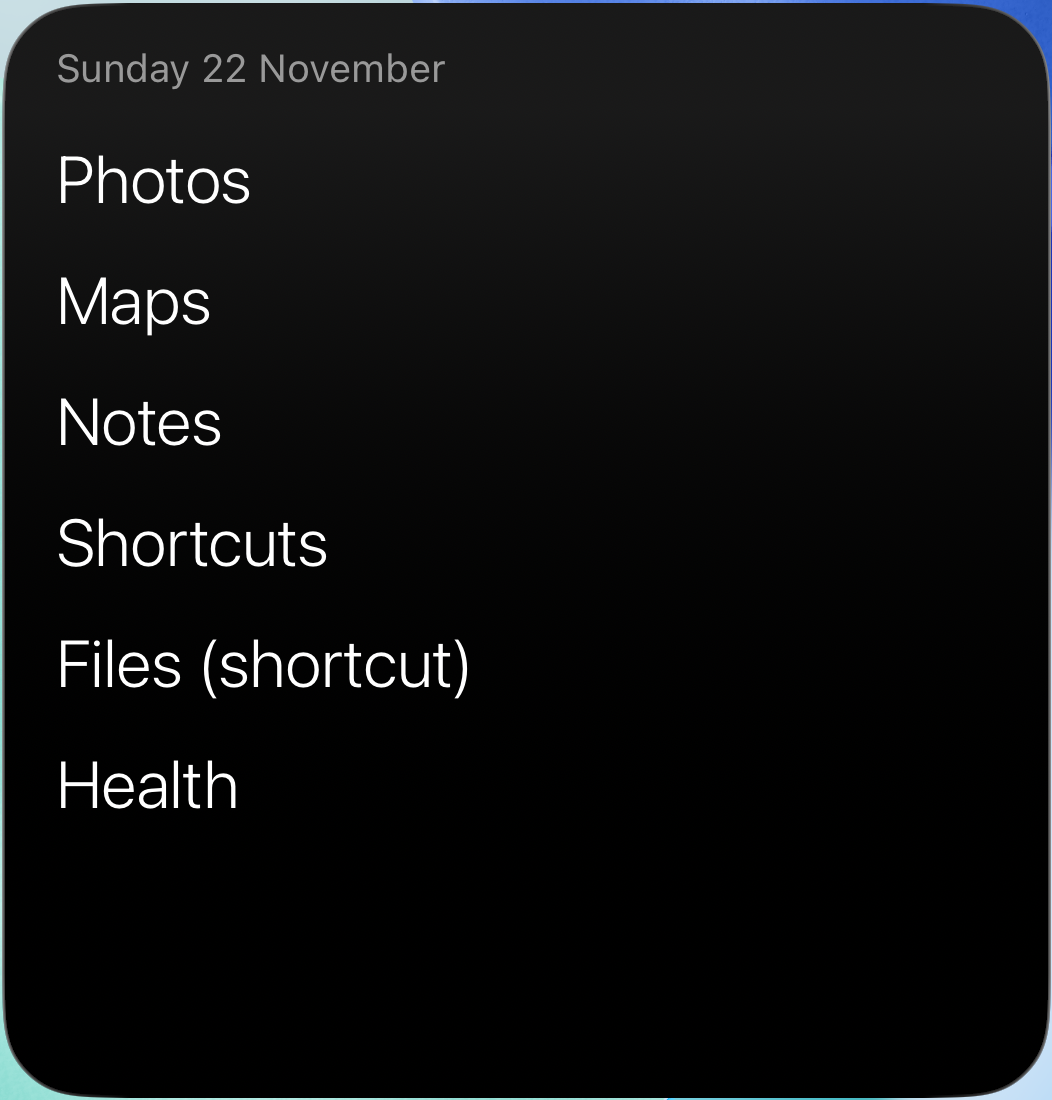 Sunday 22 November
Photos
Maps
Notes
Shortcuts
Files (shortcut)
Health